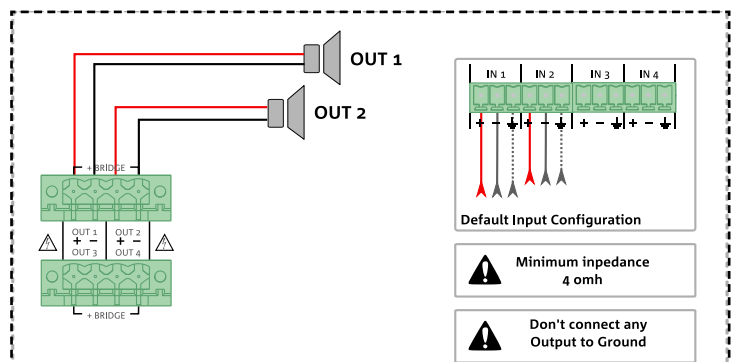 OUT 1
OUT 2
+ BRIDGE -
OUT 1 OUT 2
+ - + -
OUT 3 OUT 4
+ BRIDGE -
IN 1 IN 2 IN 3 IN 4
+ - + - + - + -
Default Input Configuration
Minimum inpedance
4 omh
Don't connect any
Output to Ground